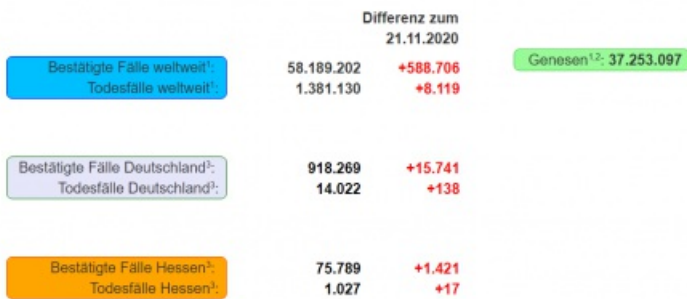 Differenz zum
21.11.2020
Bestätigte Fälle weltweit¹: 58.189.202 +588.706 Genesen¹,²: 37.253.097
Todesfälle weltweit¹: 1.381.130 +8.119
Bestätigte Fälle Deutschland³: 918.269 +15.741
Todesfälle Deutschland³: 14.022 +138
Bestätigte Fälle Hessen³: 75.789 +1.421
Todesfälle Hessen³: 1.027 +17